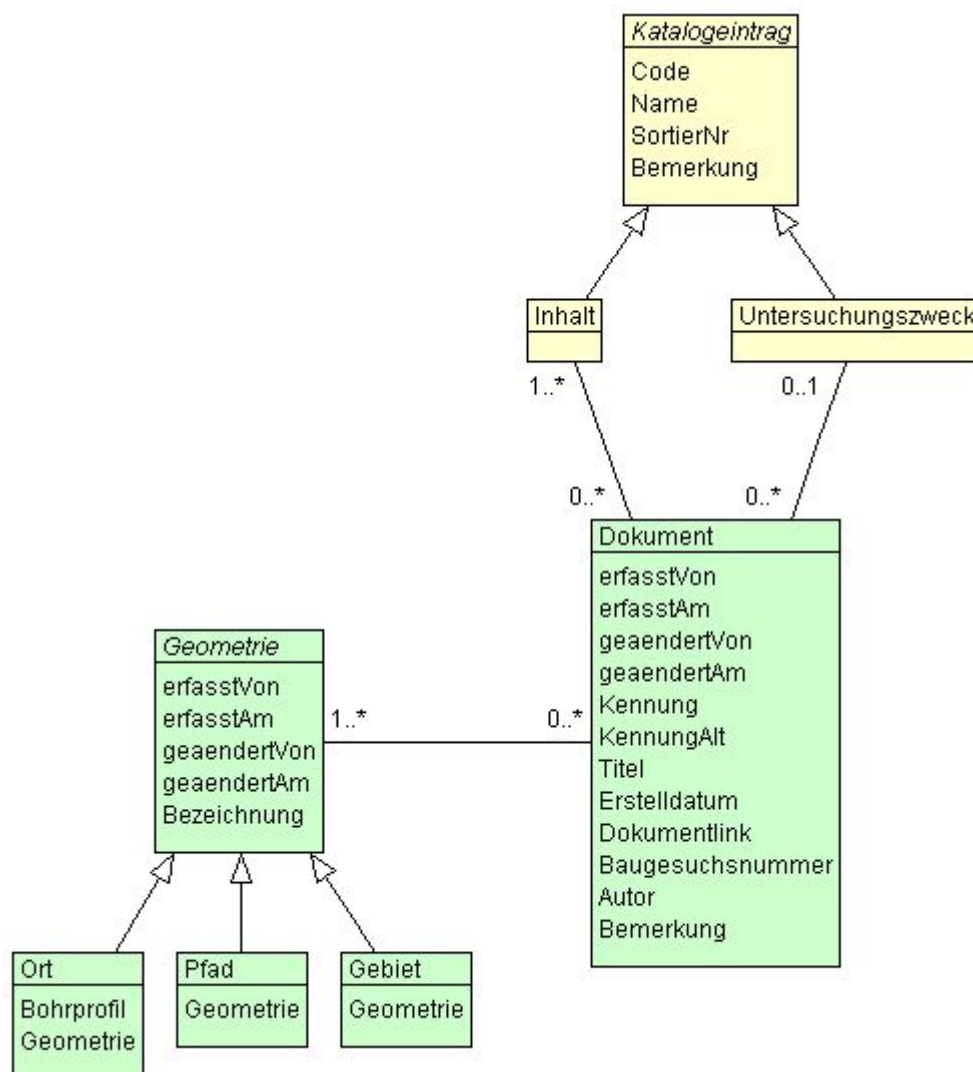 Katalogeintrag
Code
Name
SortierNr
Bemerkung
Inhalt
Untersuchungszweck
1..*
0..1
0..*
0..*
Dokument
erfasstVon
erfasstAm
geaendertVon
geaendertAm
Kennung
KennungAlt
Titel
Erstelldatum
Dokumentlink
Baugesuchsnummer
Autor
Bemerkung
Geometrie
erfasstVon
erfasstAm
geaendertVon
geaendertAm
Bezeichnung
1..*
0..*
Ort
Bohrprofil
Geometrie
Pfad
Geometrie
Gebiet
Geometrie